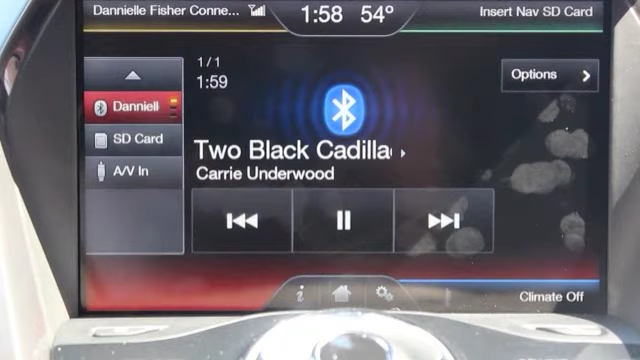 Dannielle Fisher Conne...
1:58 54°
Insert Nav SD Card
1/1
1:59
Options
Danniell
SD Card
A/V In
Two Black Cadilla
Carrie Underwood
Climate Off